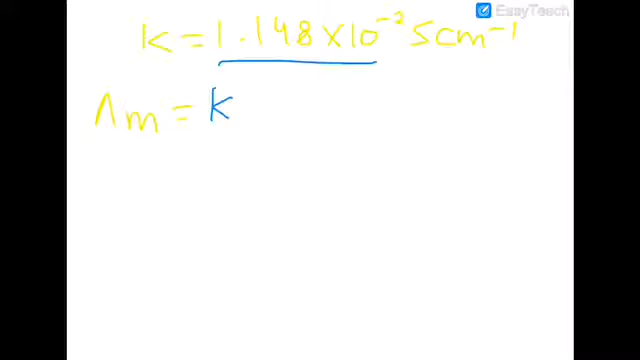 EasyTeach
k = 1.148×10⁻² S cm⁻¹
Λm = k